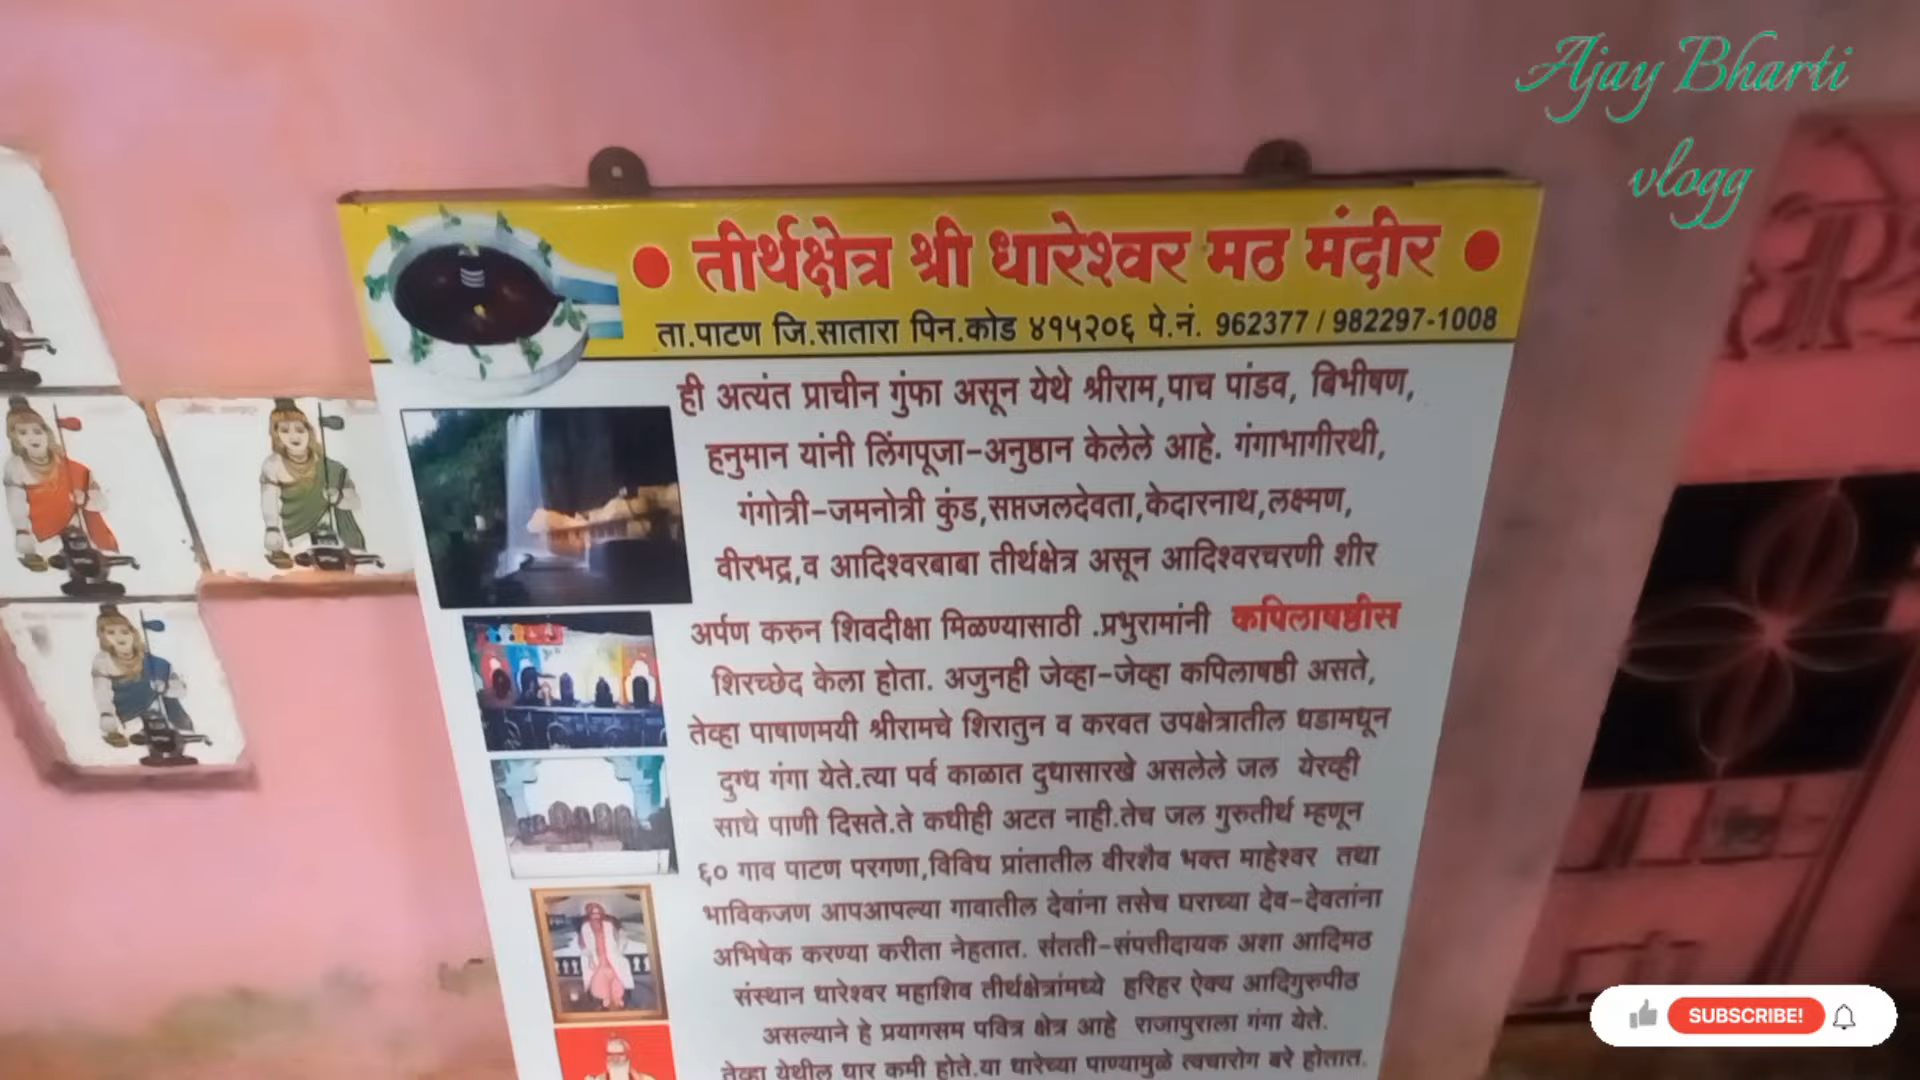 Ajay Bharti
vlogg
• तीर्थक्षेत्र श्री धारेश्वर मठ मंदीर •
ता.पाटण जि.सातारा पिन.कोड ४१५२०६ पे.नं. 962377 / 982297-1008
ही अत्यंत प्राचीन गुंफा असून येथे श्रीराम,पाच पांडव, बिभीषण,
हनुमान यांनी लिंगपूजा-अनुष्ठान केलेले आहे. गंगाभागीरथी,
गंगोत्री-जमनोत्री कुंड,सप्तजलदेवता,केदारनाथ,लक्ष्मण,
वीरभद्र,व आदिश्वरबाबा तीर्थक्षेत्र असून आदिश्वरचरणी शीर
अर्पण करुन शिवदीक्षा मिळण्यासाठी .प्रभुरामांनी कपिलाषष्ठीस
शिरच्छेद केला होता. अजुनही जेव्हा-जेव्हा कपिलाषष्ठी असते,
तेव्हा पाषाणमयी श्रीरामचे शिरातुन व करवत उपक्षेत्रातील धडामधून
दुग्ध गंगा येते.त्या पर्व काळात दुधासारखे असलेले जल येरव्ही
साधे पाणी दिसते.ते कधीही अटत नाही.तेच जल गुरुतीर्थ म्हणून
६० गाव पाटण परगणा,विविध प्रांतातील वीरशैव भक्त माहेश्वर तथा
भाविकजण आपआपल्या गावातील देवांना तसेच घराच्या देव-देवतांना
अभिषेक करण्या करीता नेहतात. संतती-संपत्तीदायक अशा आदिमठ
संस्थान धारेश्वर महाशिव तीर्थक्षेत्रांमध्ये हरिहर ऐक्य आदिगुरुपीठ
असल्याने हे प्रयागसम पवित्र क्षेत्र आहे राजापुराला गंगा येते.
तेव्हा येथील धार कमी होते.या धारेच्या पाण्यामुळे त्वचारोग बरे होतात.
SUBSCRIBE!